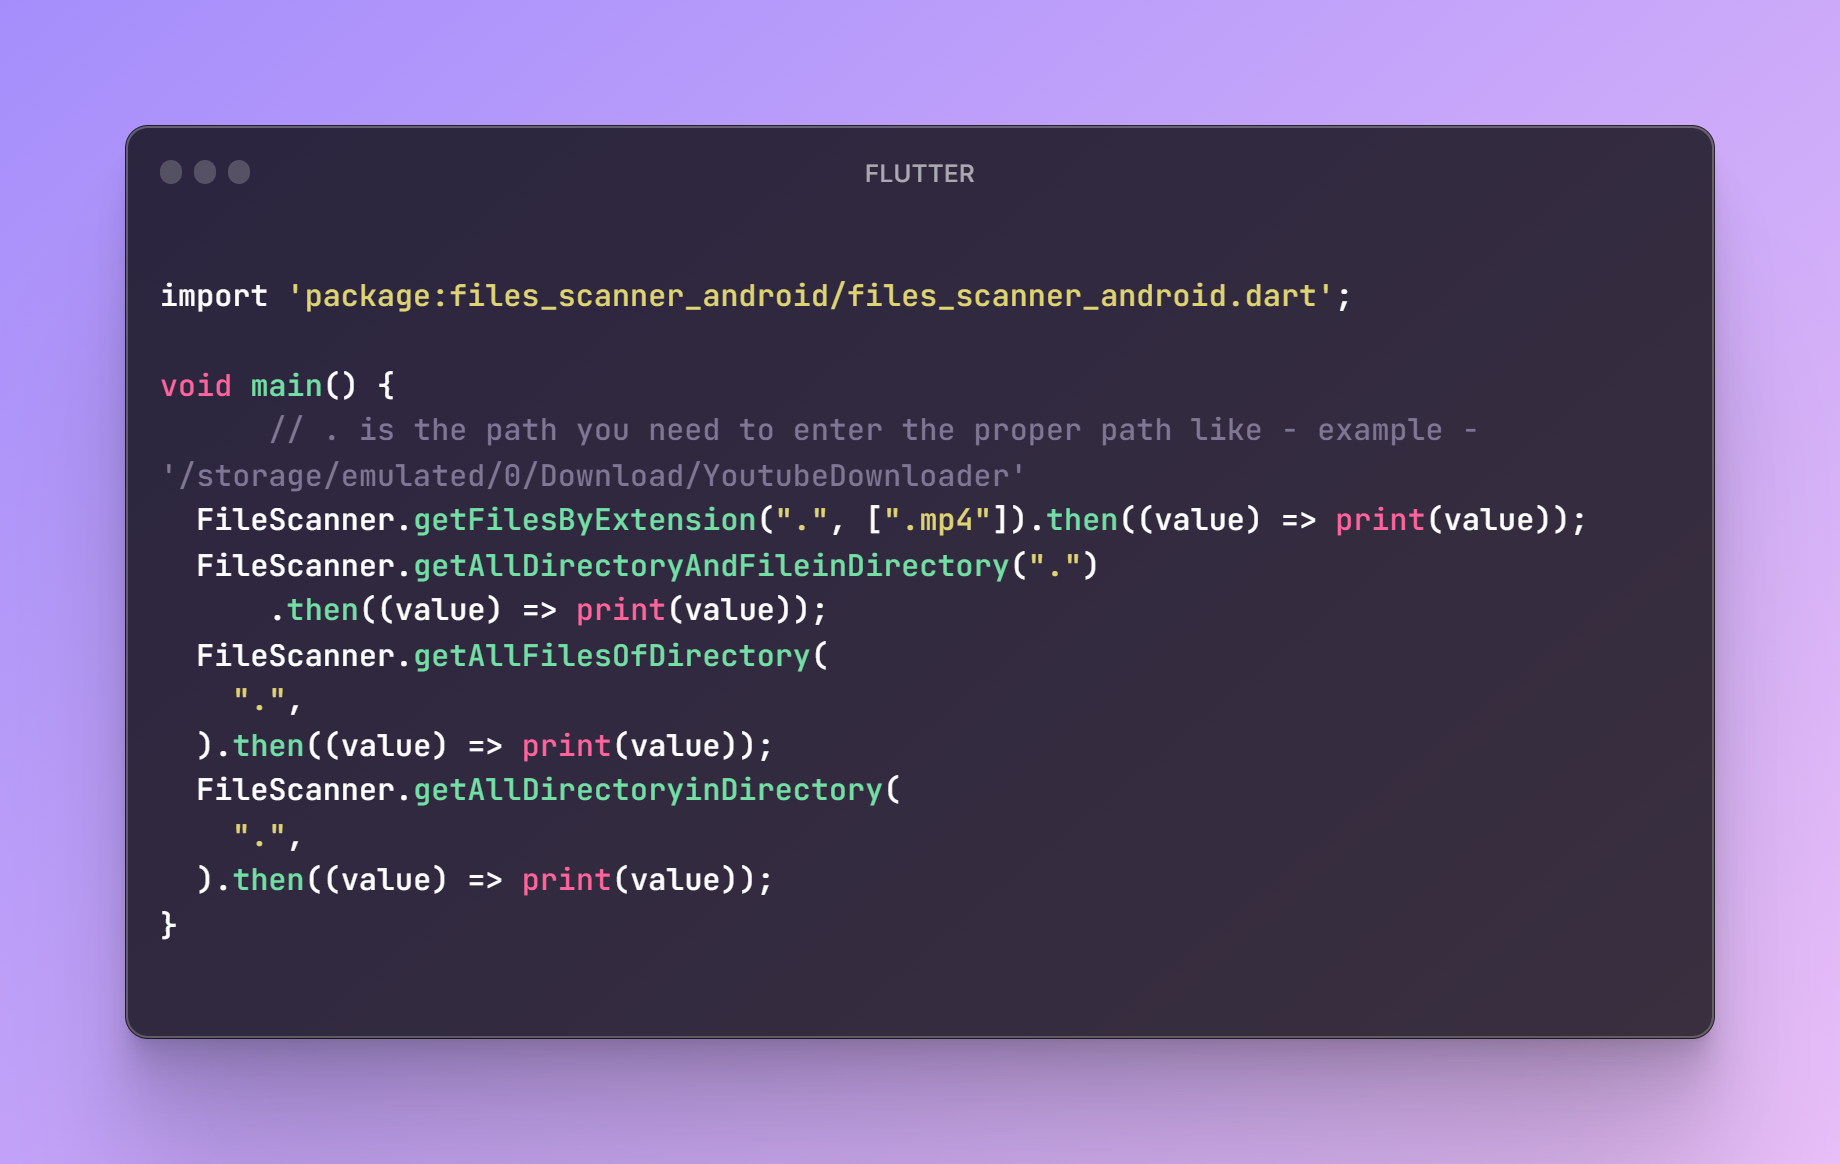 FLUTTER
import 'package:files_scanner_android/files_scanner_android.dart';
void main() {
      // . is the path you need to enter the proper path like - example -
'/storage/emulated/0/Download/YoutubeDownloader'
  FileScanner.getFilesByExtension(".", [".mp4"]).then((value) => print(value));
  FileScanner.getAllDirectoryAndFileinDirectory(".")
      .then((value) => print(value));
  FileScanner.getAllFilesOfDirectory(
    ".",
  ).then((value) => print(value));
  FileScanner.getAllDirectoryinDirectory(
    ".",
  ).then((value) => print(value));
}